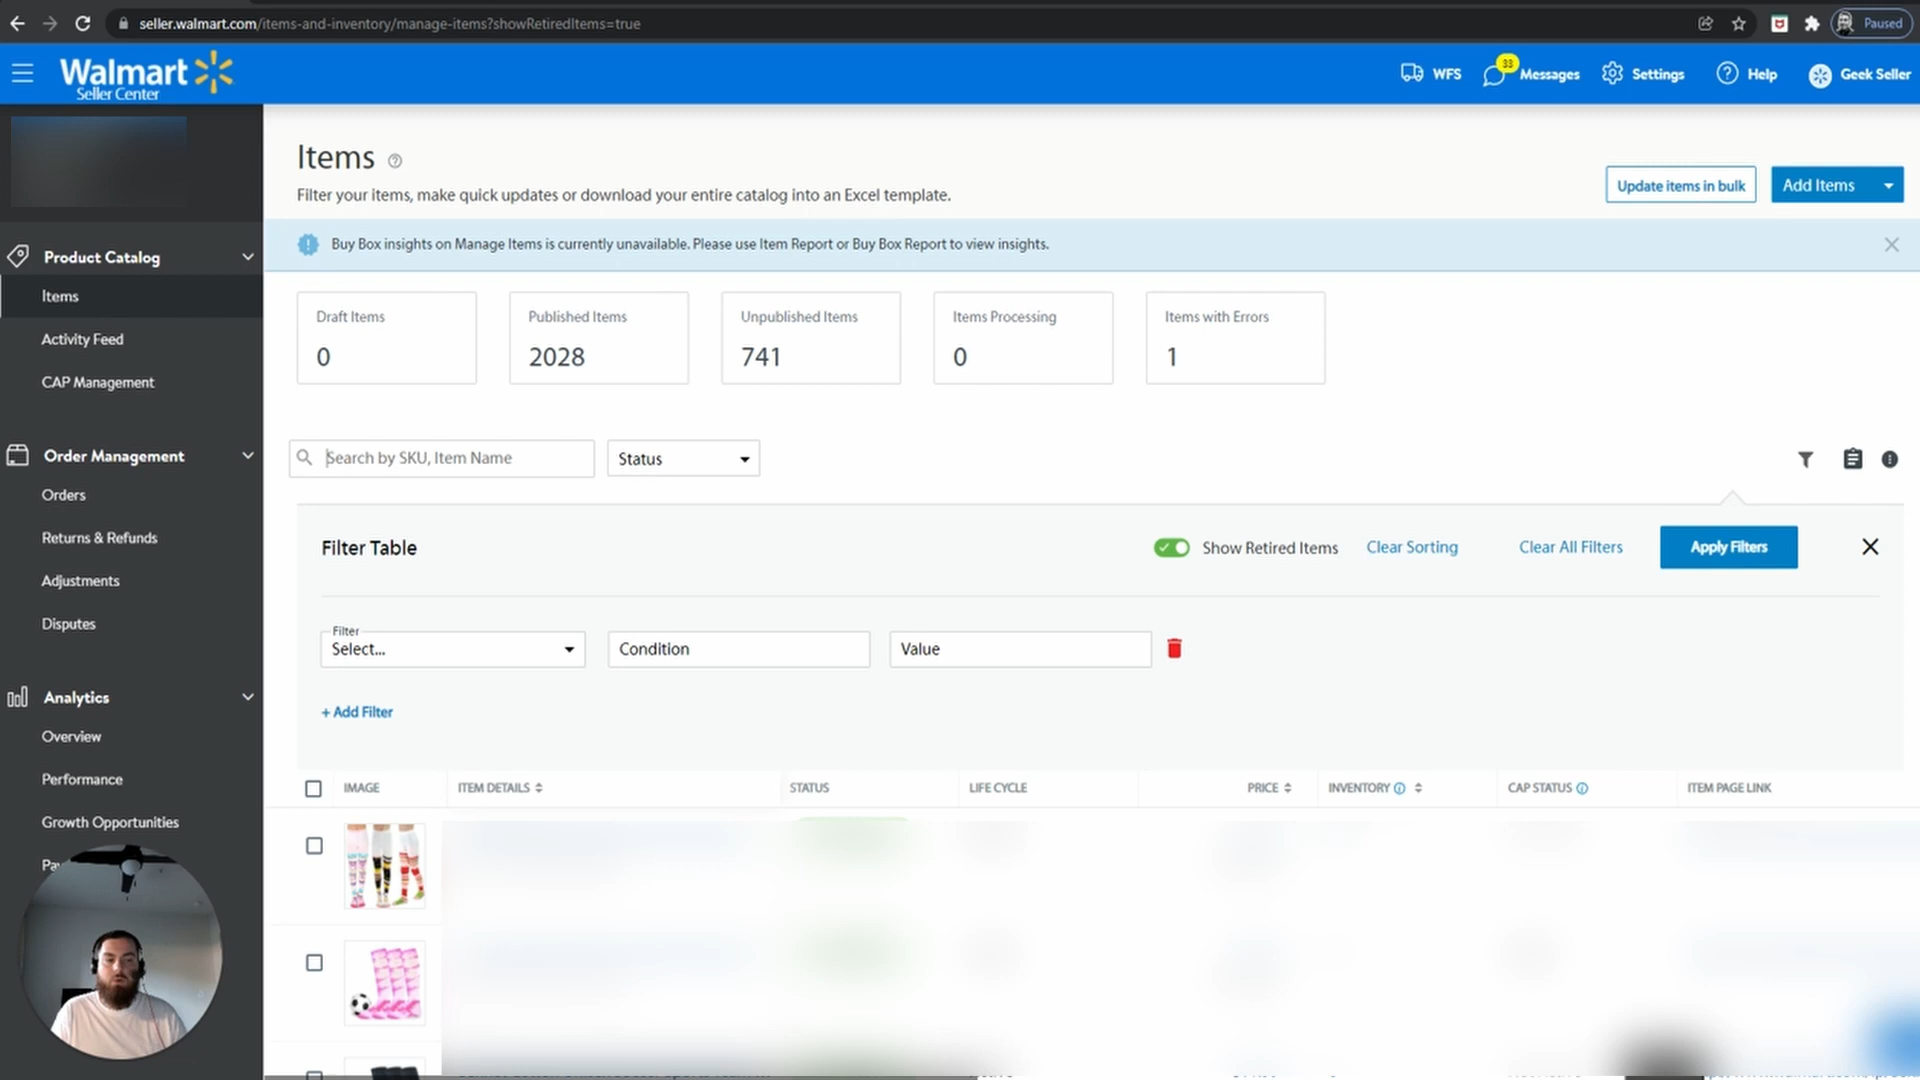 seller.walmart.com/items-and-inventory/manage-items?showRetiredItems=true
Paused
Walmart
Seller Center
WFS
33
Messages
Settings
Help
Geek Seller
Product Catalog
Items
Activity Feed
CAP Management
Order Management
Orders
Returns & Refunds
Adjustments
Disputes
Analytics
Overview
Performance
Growth Opportunities
Items
Filter your items, make quick updates or download your entire catalog into an Excel template.
Update items in bulk
Add Items
Buy Box insights on Manage Items is currently unavailable. Please use Item Report or Buy Box Report to view insights.
Draft Items
0
Published Items
2028
Unpublished Items
741
Items Processing
0
Items with Errors
1
Search by SKU, Item Name
Status
Filter Table
Show Retired Items
Clear Sorting
Clear All Filters
Apply Filters
Filter
Select...
Condition
Value
+ Add Filter
IMAGE
ITEM DETAILS
STATUS
LIFE CYCLE
PRICE
INVENTORY
CAP STATUS
ITEM PAGE LINK